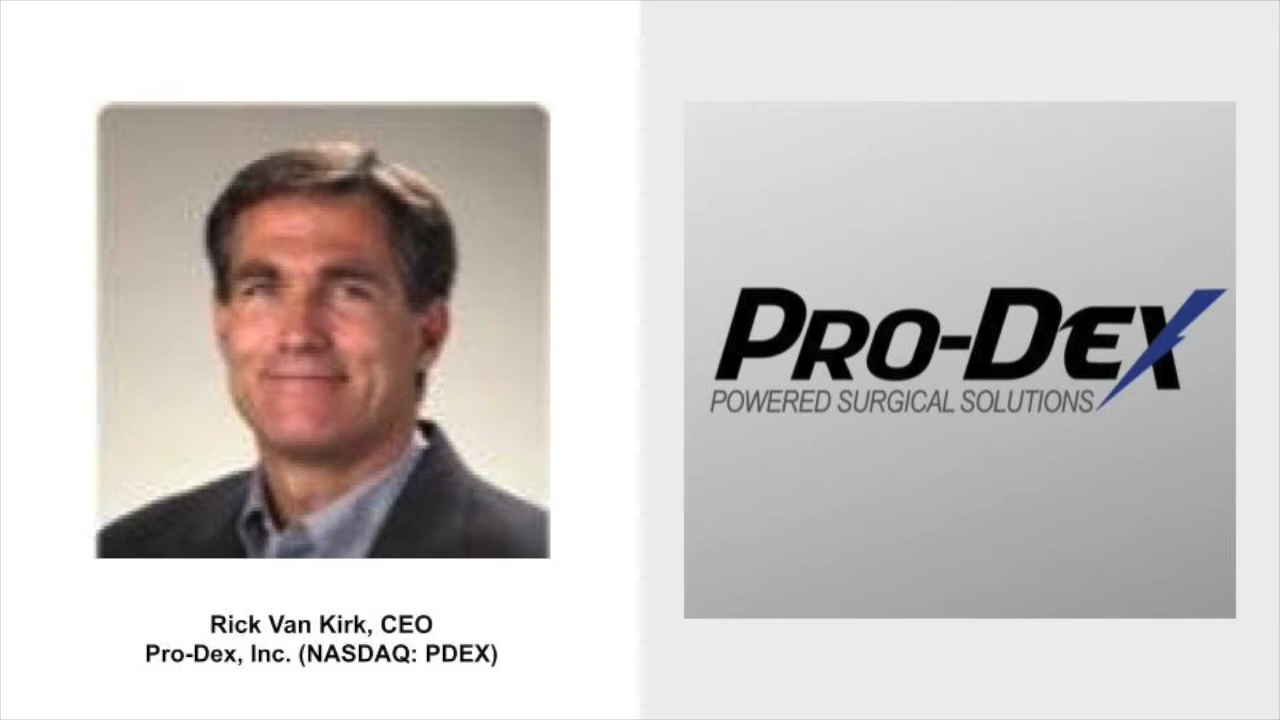 Rick Van Kirk, CEO
Pro-Dex, Inc. (NASDAQ: PDEX)
PRO-DEX
POWERED SURGICAL SOLUTIONS